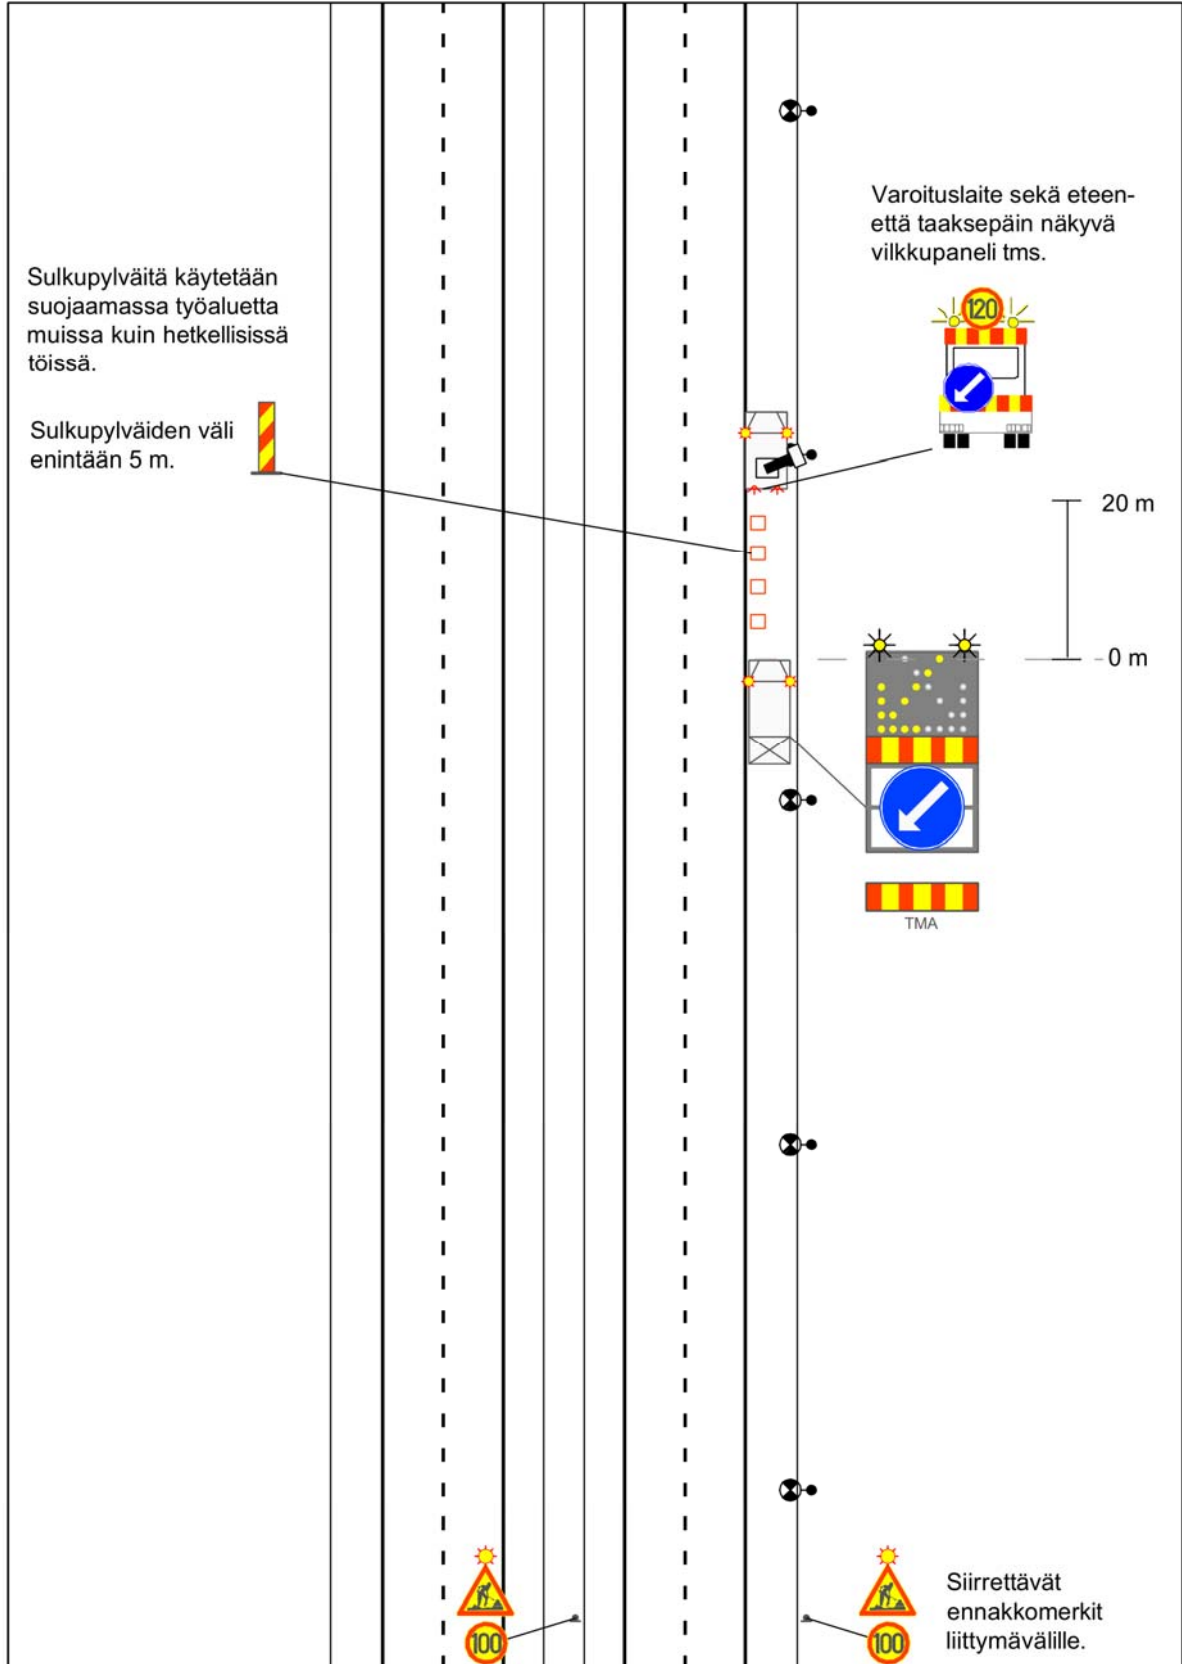 Varoituslaite sekä eteen-
että taaksepäin näkyvä
vilkkupaneli tms.
120
Sulkupylväitä käytetään
suojaamassa työaluetta
muissa kuin hetkellisissä
töissä.
Sulkupylväiden väli
enintään 5 m.
20 m
0 m
TMA
Siirrettävät
ennakkomerkit
liittymävälille.
100
100